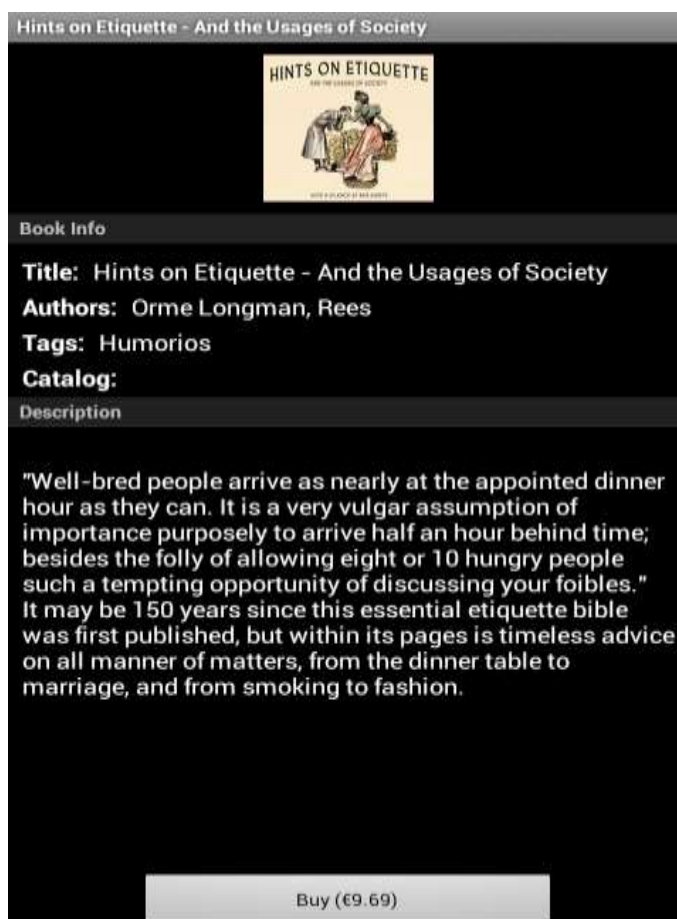 Hints on Etiquette - And the Usages of Society
HINTS ON ETIQUETTE
AND THE USAGES OF SOCIETY
Book Info
Title: Hints on Etiquette - And the Usages of Society
Authors: Orme Longman, Rees
Tags: Humorios
Catalog:
Description
"Well-bred people arrive as nearly at the appointed dinner
hour as they can. It is a very vulgar assumption of
importance purposely to arrive half an hour behind time;
besides the folly of allowing eight or 10 hungry people
such a tempting opportunity of discussing your foibles."
It may be 150 years since this essential etiquette bible
was first published, but within its pages is timeless advice
on all manner of matters, from the dinner table to
marriage, and from smoking to fashion.
Buy (€9.69)